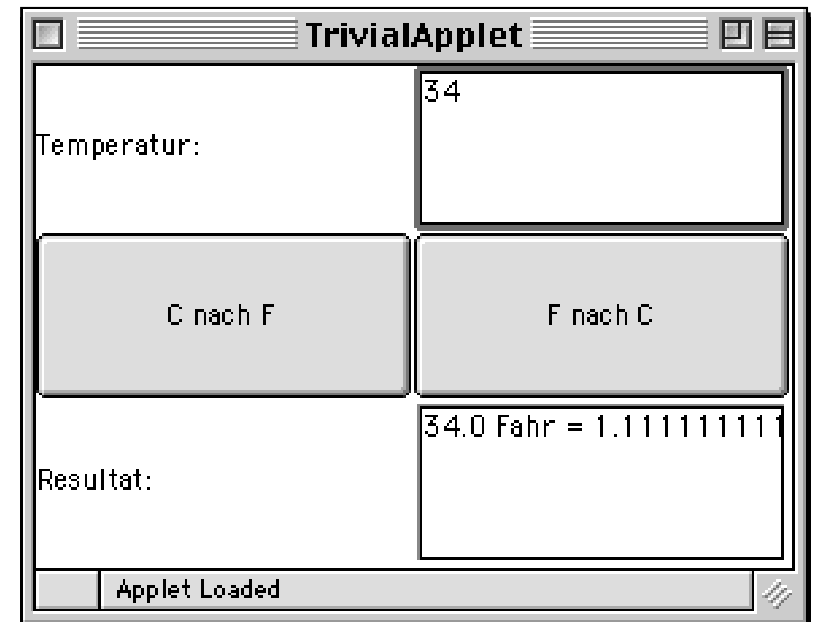 TrivialApplet
Temperatur:
34
C nach F
F nach C
Resultat:
34.0 Fahr = 1.111111111
Applet Loaded